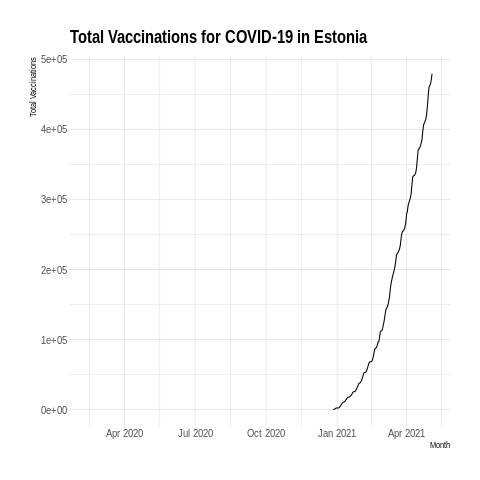 Total Vaccinations for COVID-19 in Estonia
Total Vaccinations
5e+05
4e+05
3e+05
2e+05
1e+05
0e+00
Apr 2020 Jul 2020 Oct 2020 Jan 2021 Apr 2021
Month